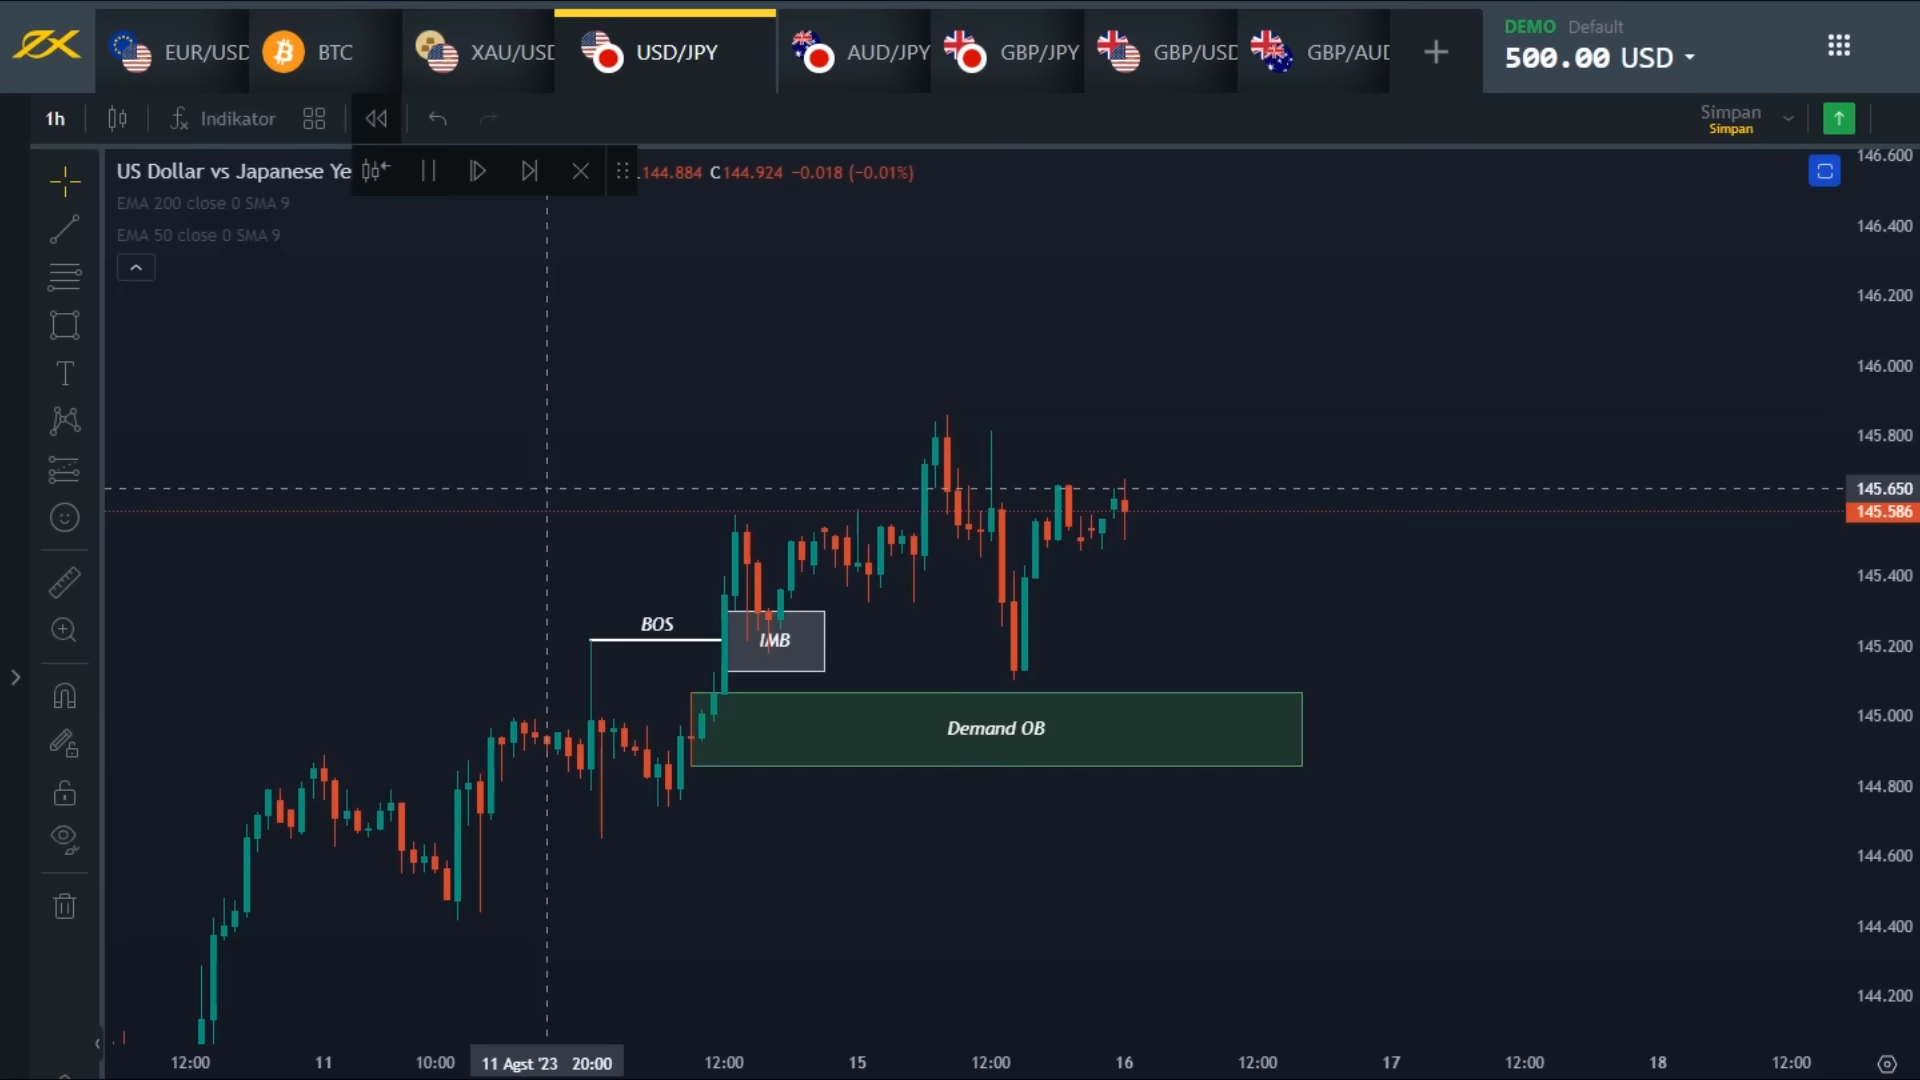 EUR/USD
BTC
XAU/USD
USD/JPY
AUD/JPY
GBP/JPY
GBP/USD
GBP/AUD
DEMO Default
500.00 USD
1h
Indikator
Simpan
Simpan
US Dollar vs Japanese Ye
144.884 C144.924 −0.018 (−0.01%)
EMA 200 close 0 SMA 9
EMA 50 close 0 SMA 9
146.600
146.400
146.200
146.000
145.800
145.650
145.586
145.400
145.200
145.000
144.800
144.600
144.400
144.200
BOS
IMB
Demand OB
12:00
11
10:00
11 Agst '23 20:00
12:00
15
12:00
16
12:00
17
12:00
18
12:00